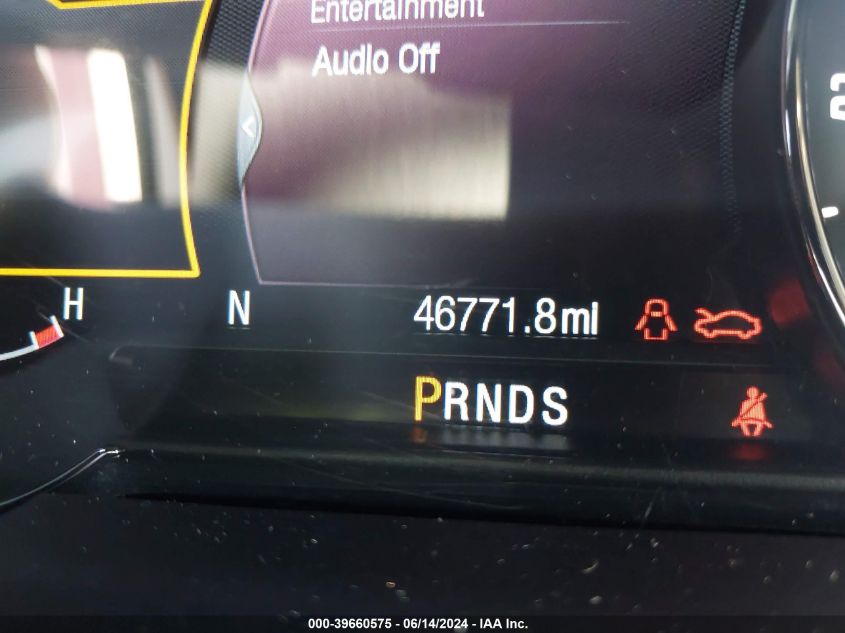 Entertainment
Audio Off
H N 46771.8mi
PRNDS
000-39660575 - 06/14/2024 - IAA Inc.